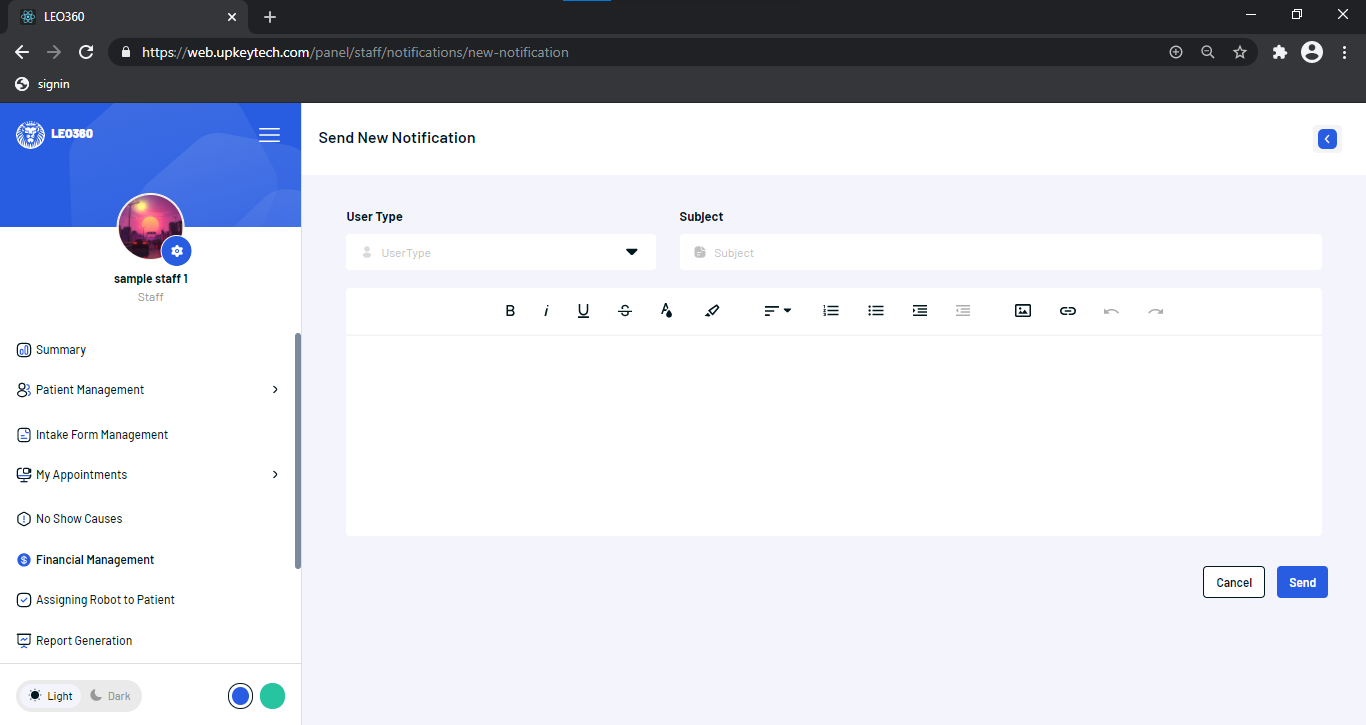 LEO360
https://web.upkeytech.com/panel/staff/notifications/new-notification
signin
LEO360
Send New Notification
sample staff 1
Staff
User Type
Subject
UserType
Subject
B i U S A
Summary
Patient Management
Intake Form Management
My Appointments
No Show Causes
Financial Management
Assigning Robot to Patient
Report Generation
Cancel
Send
Light
Dark